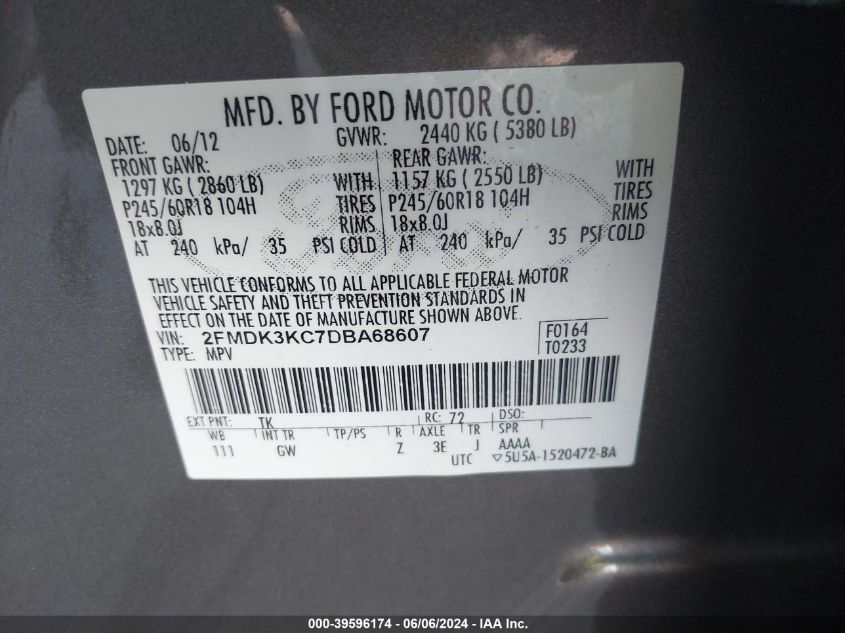 MFD. BY FORD MOTOR CO.
DATE: 06/12 GVWR: 2440 KG ( 5380 LB)
FRONT GAWR: REAR GAWR:
1297 KG ( 2860 LB) WITH 1157 KG ( 2550 LB) WITH
P245/60R18 104H TIRES P245/60R18 104H TIRES
18x8.0J RIMS 18x8.0J RIMS
AT 240 kPa/ 35 PSI COLD AT 240 kPa/ 35 PSI COLD
THIS VEHICLE CONFORMS TO ALL APPLICABLE FEDERAL MOTOR
VEHICLE SAFETY AND THEFT PREVENTION STANDARDS IN
EFFECT ON THE DATE OF MANUFACTURE SHOWN ABOVE.
VIN: 2FMDK3KC7DBA68607 F0164
TYPE: MPV T0233
EXT PNT: TK RC: 72 DSO:
WB INT TR TP/PS R AXLE TR SPR
111 GW Z 3E J AAAA
UTC ▽5U5A-1520472-BA
000-39596174 | 06/06/2024 - IAA Inc.